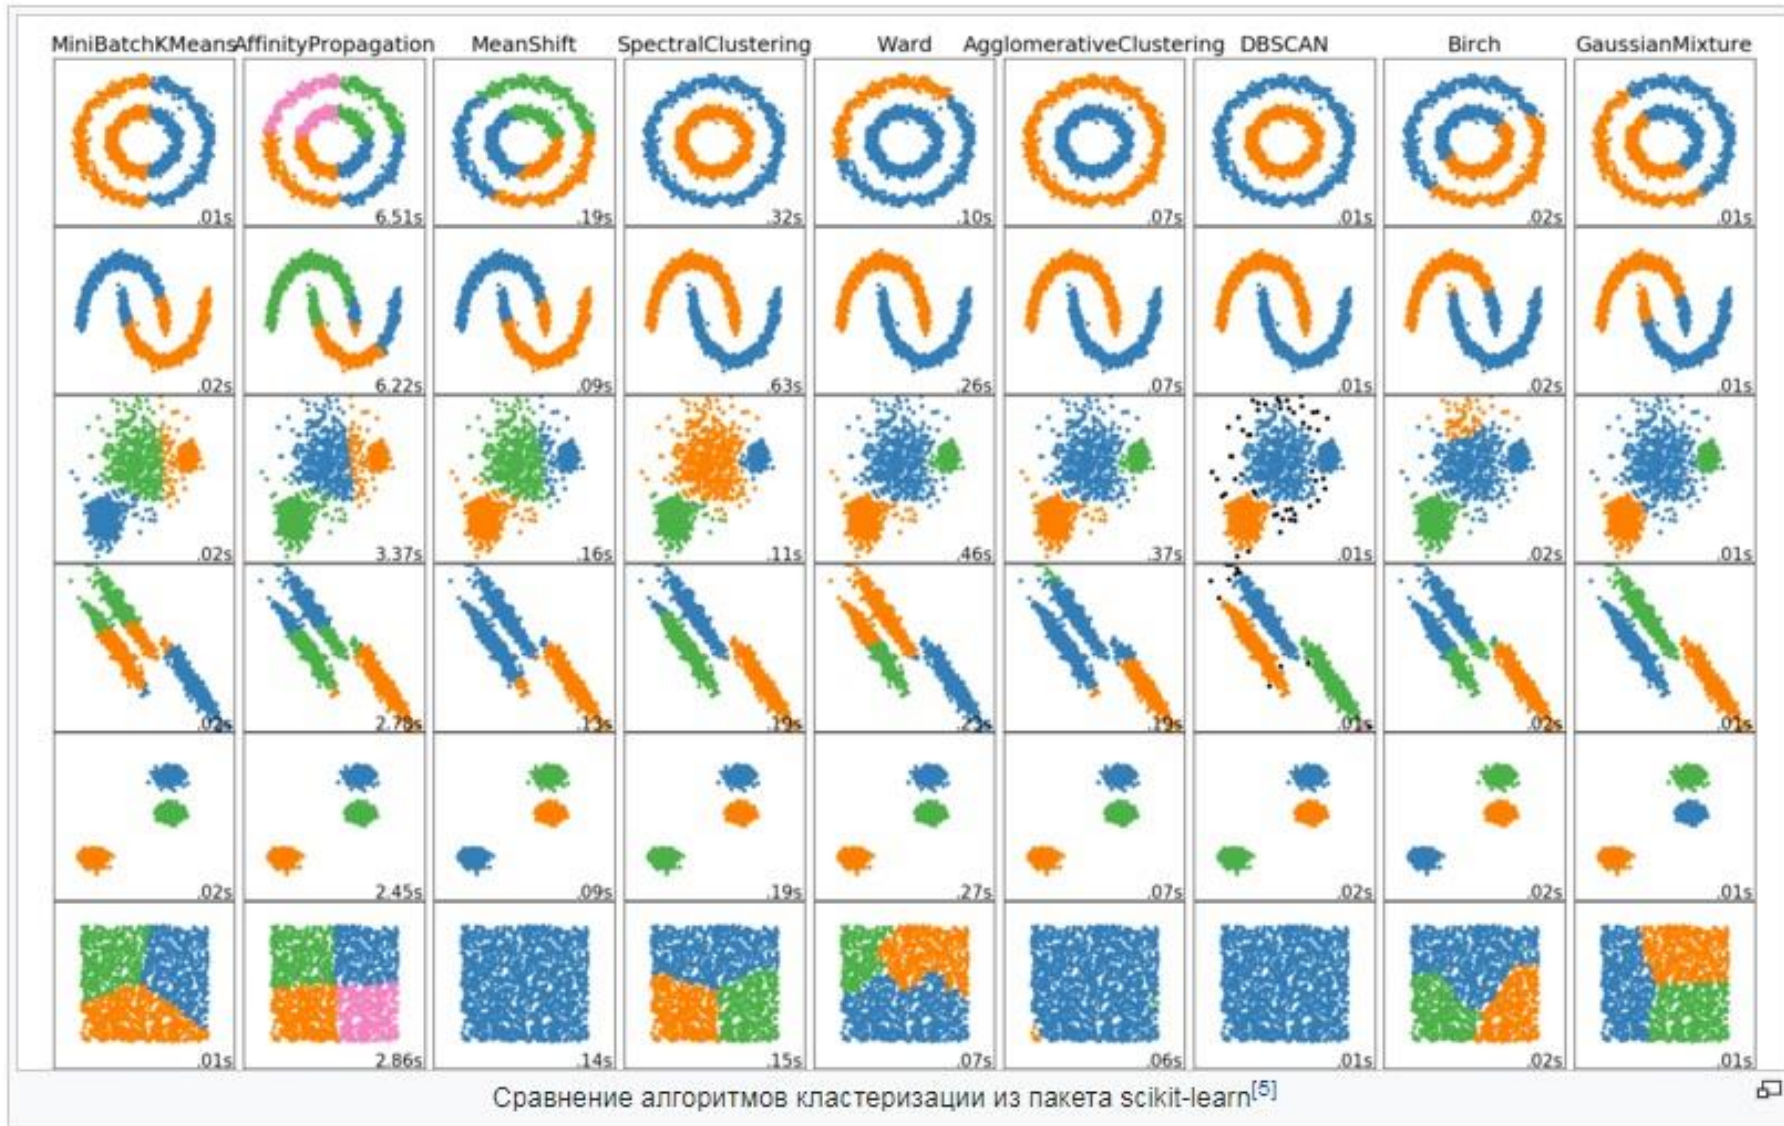 MiniBatchKMeans AffinityPropagation MeanShift SpectralClustering Ward AgglomerativeClustering DBSCAN Birch GaussianMixture
.01s 6.51s .19s .32s .10s .07s .01s .02s .01s
.02s 6.22s .09s .63s .26s .07s .01s .02s .01s
.02s 3.37s .16s .11s .46s .37s .01s .02s .01s
.02s 2.78s .13s .19s .23s .19s .01s .02s .01s
.02s 2.45s .09s .19s .27s .07s .02s .02s .01s
.01s 2.86s .14s .15s .07s .06s .01s .02s .01s
Сравнение алгоритмов кластеризации из пакета scikit-learn[5]